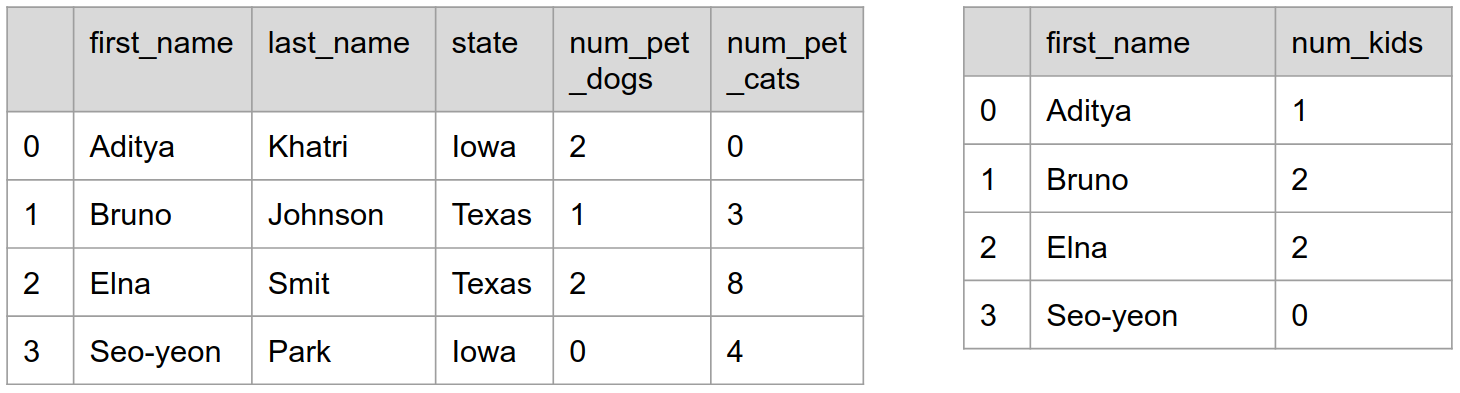 first_name last_name state num_pet_dogs num_pet_cats
0 Aditya Khatri Iowa 2 0
1 Bruno Johnson Texas 1 3
2 Elna Smit Texas 2 8
3 Seo-yeon Park Iowa 0 4
first_name num_kids
0 Aditya 1
1 Bruno 2
2 Elna 2
3 Seo-yeon 0